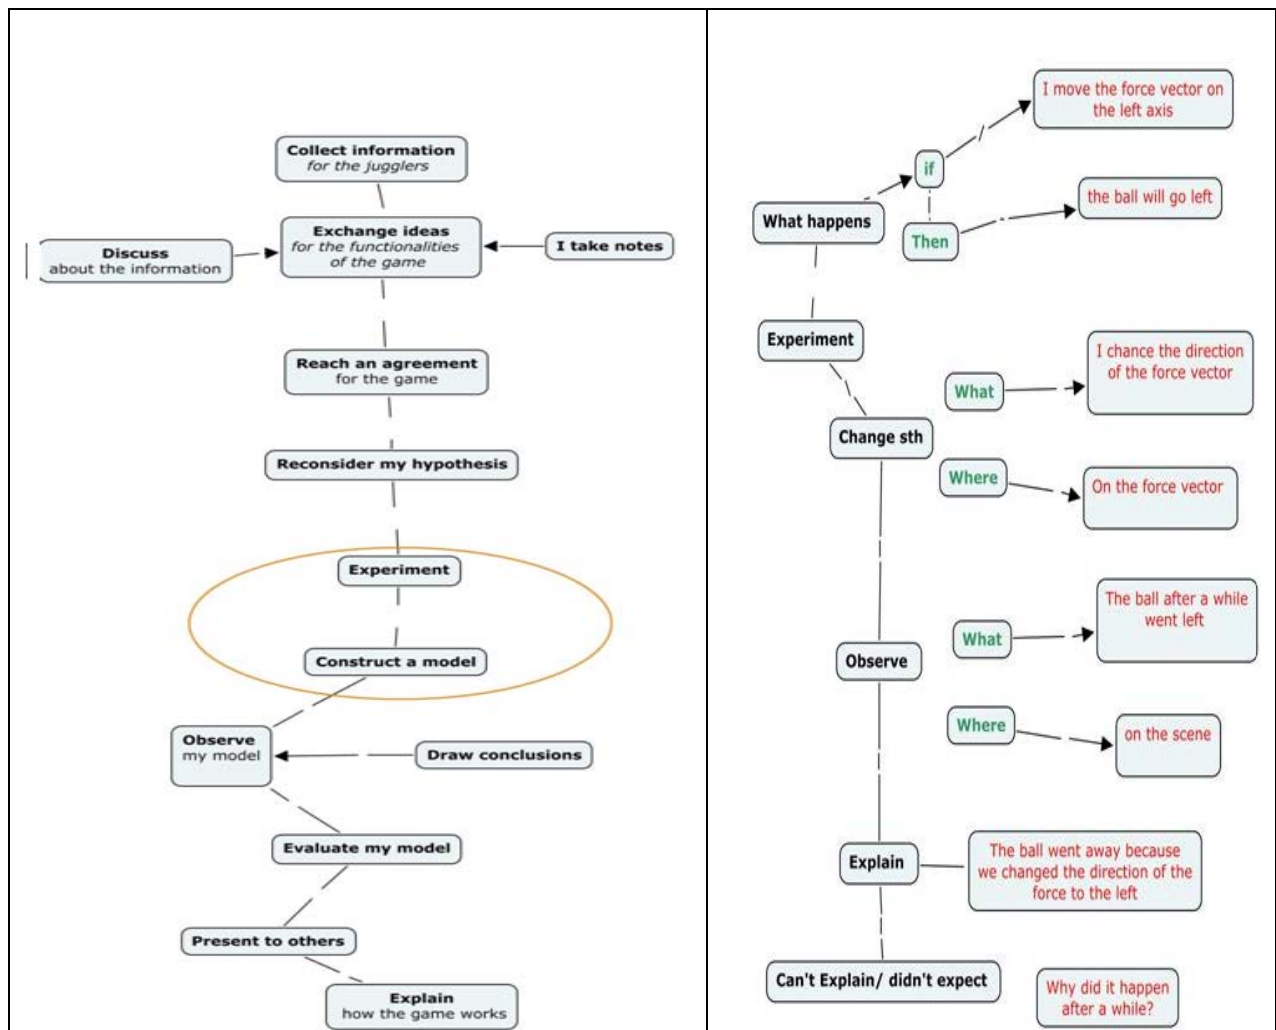 Collect information
for the jugglers
Exchange ideas
for the functionalities
of the game
Discuss
about the information
I take notes
Reach an agreement
for the game
Reconsider my hypothesis
Experiment
Construct a model
Observe
my model
Draw conclusions
Evaluate my model
Present to others
Explain
how the game works
I move the force vector on
the left axis
if
the ball will go left
What happens
Then
Experiment
I chance the direction
of the force vector
What
Change sth
Where
On the force vector
The ball after a while
went left
What
Observe
Where
on the scene
Explain
The ball went away because
we changed the direction of the
force to the left
Can't Explain/ didn't expect
Why did it happen
after a while?